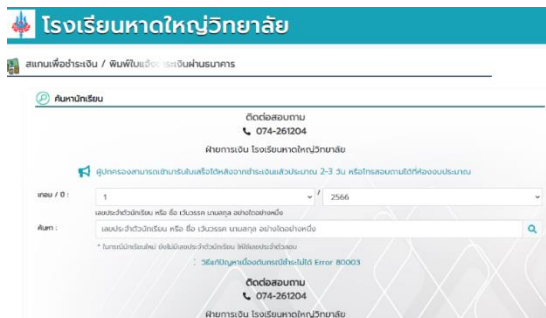 โรงเรียนหาดใหญ่วิทยาลัย
สแกนเพื่อชำระเงิน / พิมพ์ใบแจ้งชำระเงินผ่านธนาคาร
ค้นหานักเรียน
ติดต่อสอบถาม
074-261204
ฝ่ายการเงิน โรงเรียนหาดใหญ่วิทยาลัย
ผู้ปกครองสามารถเข้ามารับใบเสร็จได้หลังจากชำระเงินแล้วประมาณ 2-3 วัน หรือโทรสอบถามได้ที่ห้องงบประมาณ
เทอม / ปี : 1 / 2566
เลขประจำตัวนักเรียน หรือ ชื่อ เว้นวรรค นามสกุล อย่างใดอย่างหนึ่ง
ค้นหา : เลขประจำตัวนักเรียน หรือ ชื่อ เว้นวรรค นามสกุล อย่างใดอย่างหนึ่ง
* ในกรณีนักเรียนใหม่ ยังไม่มีเลขประจำตัวนักเรียน ให้ใช้เลขประจำตัวสอบ
วิธีแก้ปัญหาเบื้องต้นกรณีชำระไม่ได้ Error 80003
ติดต่อสอบถาม
074-261204
ฝ่ายการเงิน โรงเรียนหาดใหญ่วิทยาลัย